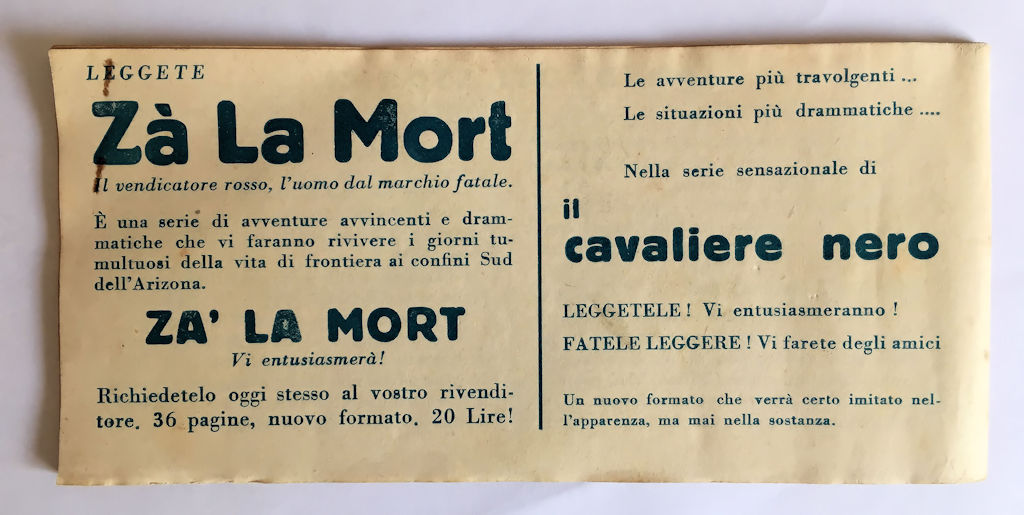 LEGGETE
Zà La Mort
Il vendicatore rosso, l'uomo dal marchio fatale.
È una serie di avventure avvincenti e dram-
matiche che vi faranno rivivere i giorni tu-
multuosi della vita di frontiera ai confini Sud
dell'Arizona.
ZA' LA MORT
Vi entusiasmerà!
Richiedetelo oggi stesso al vostro rivendi-
tore. 36 pagine, nuovo formato. 20 Lire!
Le avventure più travolgenti ...
Le situazioni più drammatiche ....
Nella serie sensazionale di
il
cavaliere nero
LEGGETELE! Vi entusiasmeranno!
FATELE LEGGERE! Vi farete degli amici
Un nuovo formato che verrà certo imitato nel-
l'apparenza, ma mai nella sostanza.